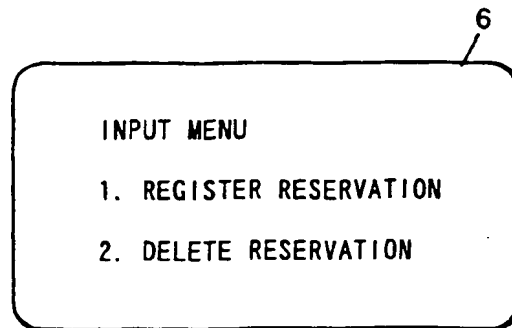 6
INPUT MENU
1. REGISTER RESERVATION
2. DELETE RESERVATION